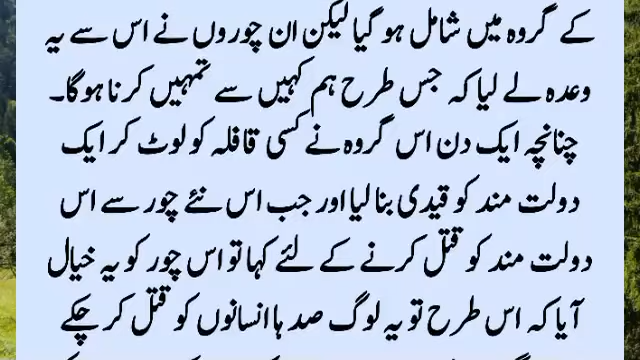 کے گروہ میں شامل ہو گیا لیکن ان چوروں نے اس سے یہ
وعدہ لے لیا کہ جس طرح ہم کہیں سے تمہیں کرنا ہوگا۔
چنانچہ ایک دن اس گروہ نے کسی قافلہ کو لوٹ کر ایک
دولت مند کو قیدی بنا لیا اور جب اس نئے چور سے اس
دولت مند کو قتل کرنے کے لئے کہا تو اس چور کو یہ خیال
آیا کہ اس طرح تو یہ لوگ صدہا انسانوں کو قتل کر چکے